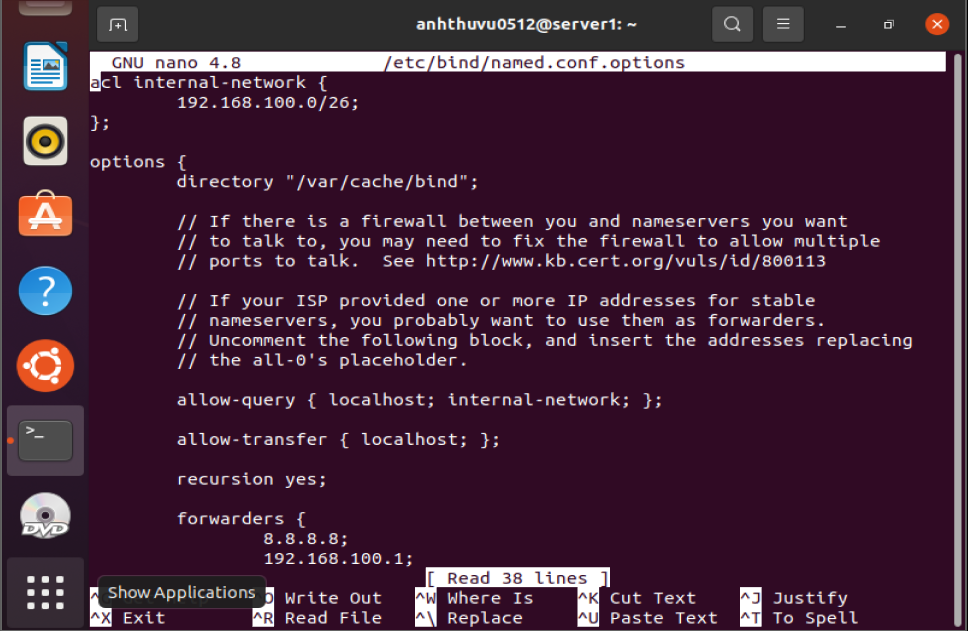 anhthuvu0512@server1: ~
GNU nano 4.8 /etc/bind/named.conf.options
acl internal-network {
192.168.100.0/26;
};
options {
directory "/var/cache/bind";
// If there is a firewall between you and nameservers you want
// to talk to, you may need to fix the firewall to allow multiple
// ports to talk.  See http://www.kb.cert.org/vuls/id/800113
// If your ISP provided one or more IP addresses for stable
// nameservers, you probably want to use them as forwarders.
// Uncomment the following block, and insert the addresses replacing
// the all-0's placeholder.
allow-query { localhost; internal-network; };
allow-transfer { localhost; };
recursion yes;
forwarders {
8.8.8.8;
192.168.100.1;
[ Read 38 lines ]
Show Applications
O Write Out ^W Where Is ^K Cut Text ^J Justify
^X Exit ^R Read File ^\ Replace ^U Paste Text ^T To Spell
DVD